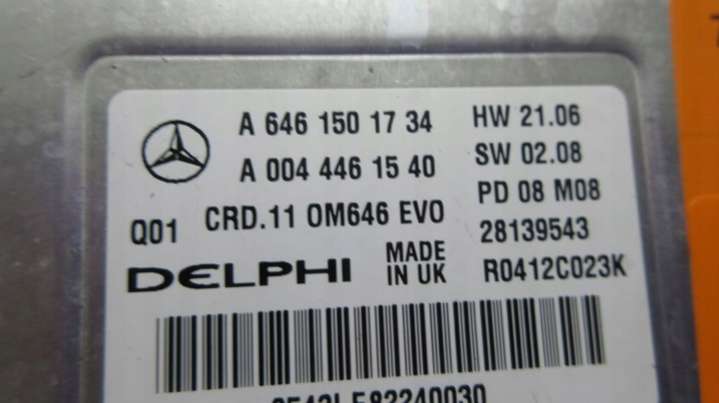 A 646 150 17 34
HW 21.06
A 004 446 15 40
SW 02.08
Q01
CRD.11 OM646 EVO
PD 08 M08
28139543
DELPHI
MADE
IN UK
R0412C023K